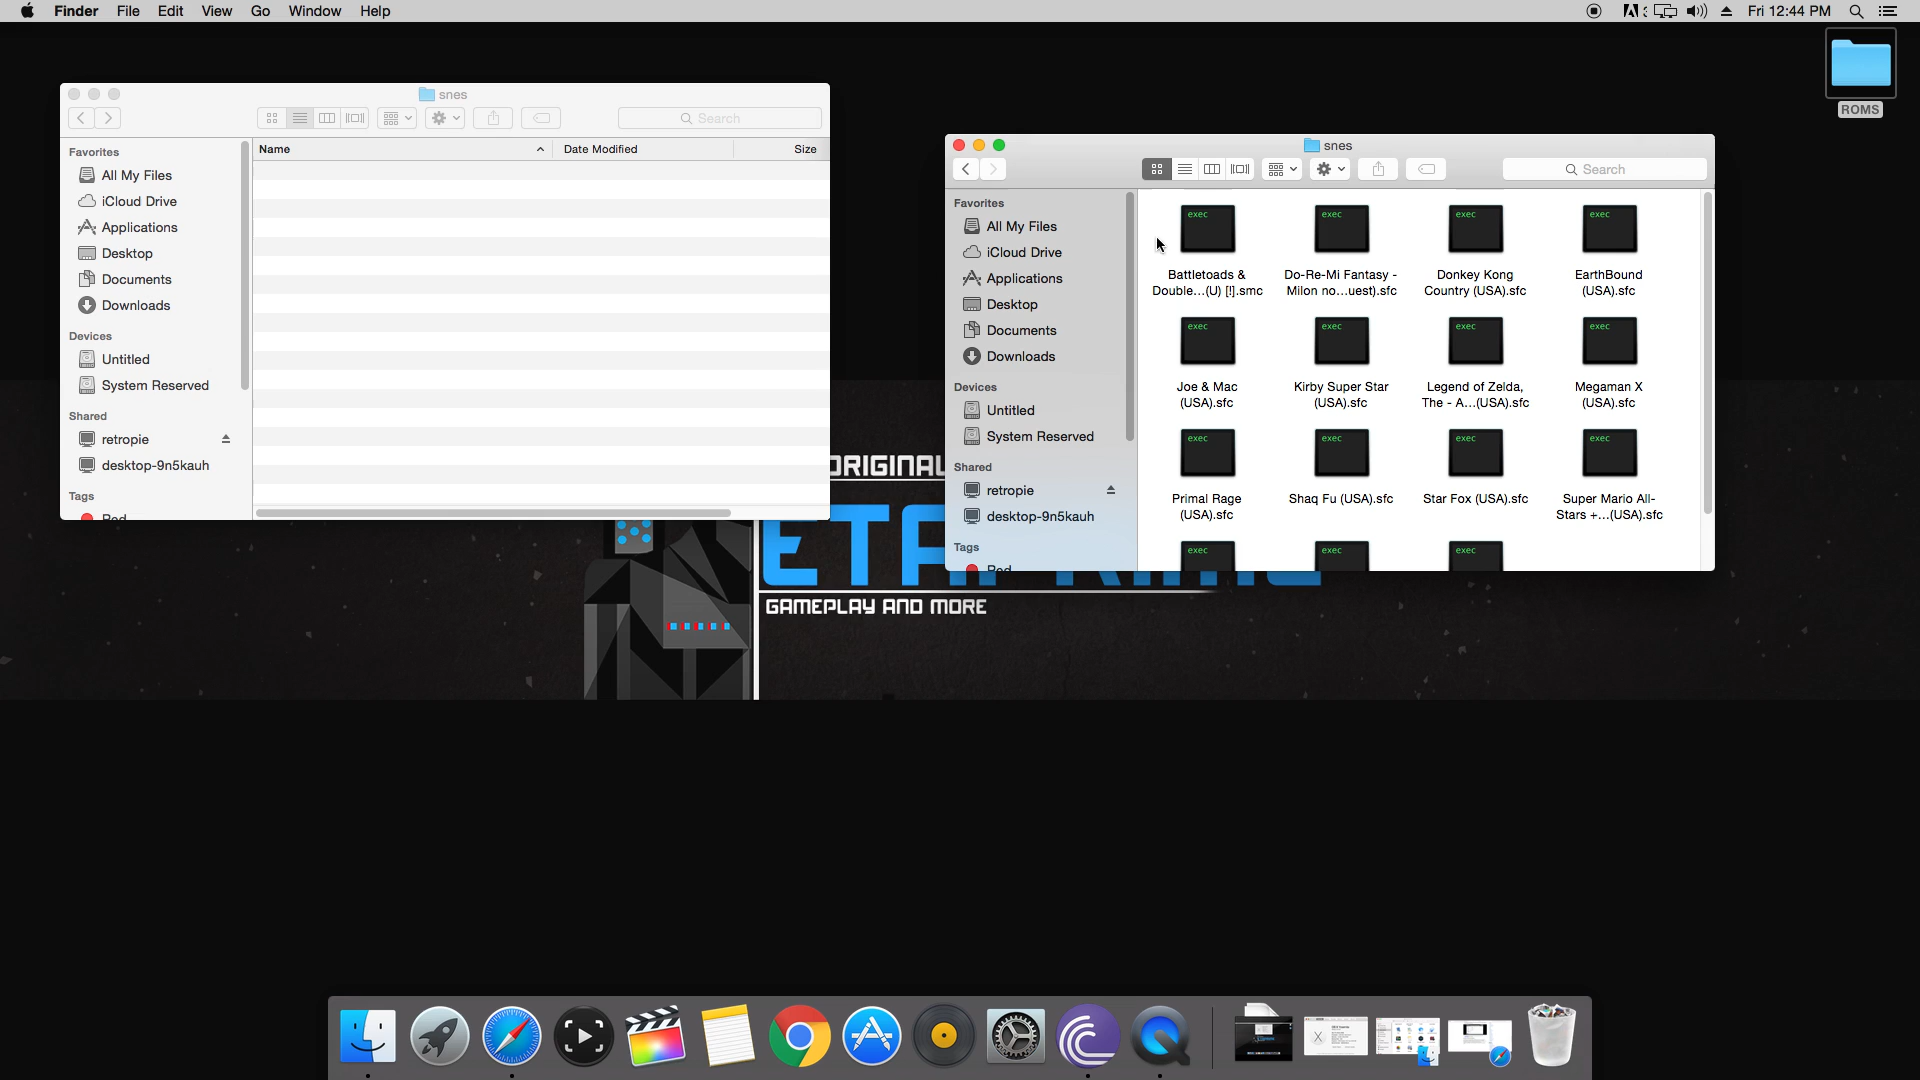 Finder File Edit View Go Window Help
Fri 12:44 PM
ROMS
snes
Search
Name Date Modified Size
Favorites
All My Files
iCloud Drive
Applications
Desktop
Documents
Downloads
Devices
Untitled
System Reserved
Shared
retropie
desktop-9n5kauh
Tags
Red
snes
Search
Favorites
All My Files
iCloud Drive
Applications
Desktop
Documents
Downloads
Devices
Untitled
System Reserved
Shared
retropie
desktop-9n5kauh
Tags
Red
exec exec exec exec
Battletoads &
Double...(U) [!].smc
Do-Re-Mi Fantasy -
Milon no...uest).sfc
Donkey Kong
Country (USA).sfc
EarthBound
(USA).sfc
exec exec exec exec
Joe & Mac
(USA).sfc
Kirby Super Star
(USA).sfc
Legend of Zelda,
The - A...(USA).sfc
Megaman X
(USA).sfc
exec exec exec exec
Primal Rage
(USA).sfc
Shaq Fu (USA).sfc
Star Fox (USA).sfc
Super Mario All-
Stars +...(USA).sfc
exec exec exec
ORIGINAL
GAMEPLAY AND MORE